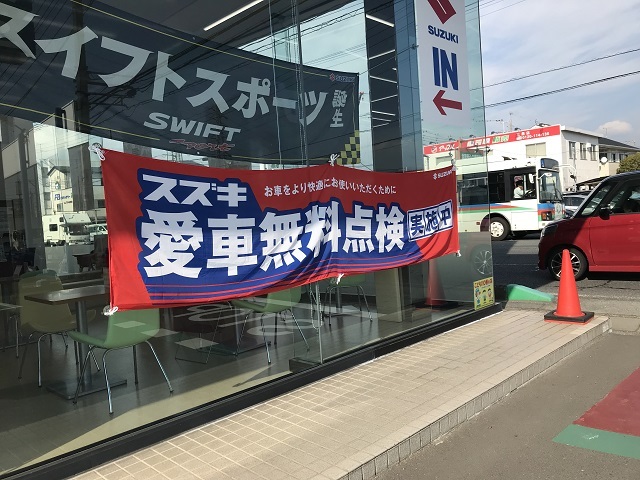 スイフトスポーツ
誕生
SWIFT
SUZUKI
SUZUKI
IN
スズキ
お車をより快適にお使いいただくために
愛車無料点検
実施中